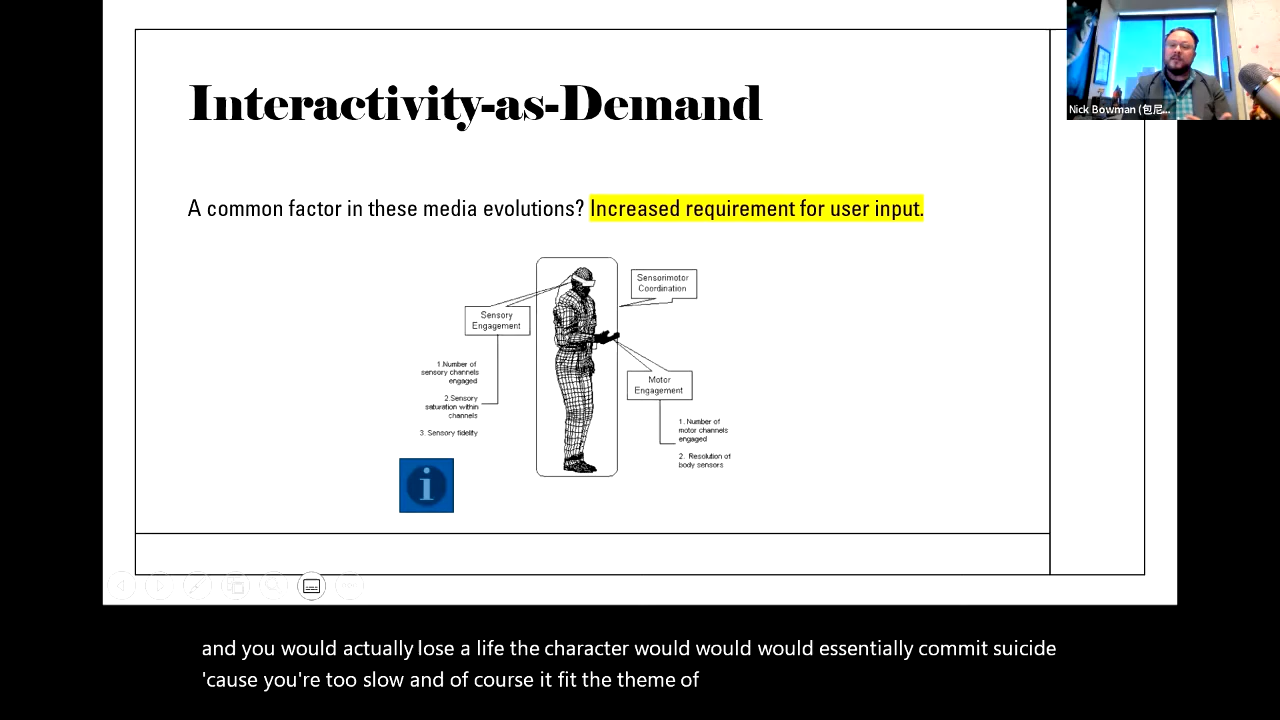 Interactivity-as-Demand
Nick Bowman (包尼...
A common factor in these media evolutions? Increased requirement for user input.
Sensorimotor
Coordination
Sensory
Engagement
1.Number of
sensory channels
engaged
2.Sensory
saturation within
channels
3. Sensory fidelity
Motor
Engagement
1. Number of
motor channels
engaged
2. Resolution of
body sensors
i
and you would actually lose a life the character would would would essentially commit suicide
'cause you're too slow and of course it fit the theme of